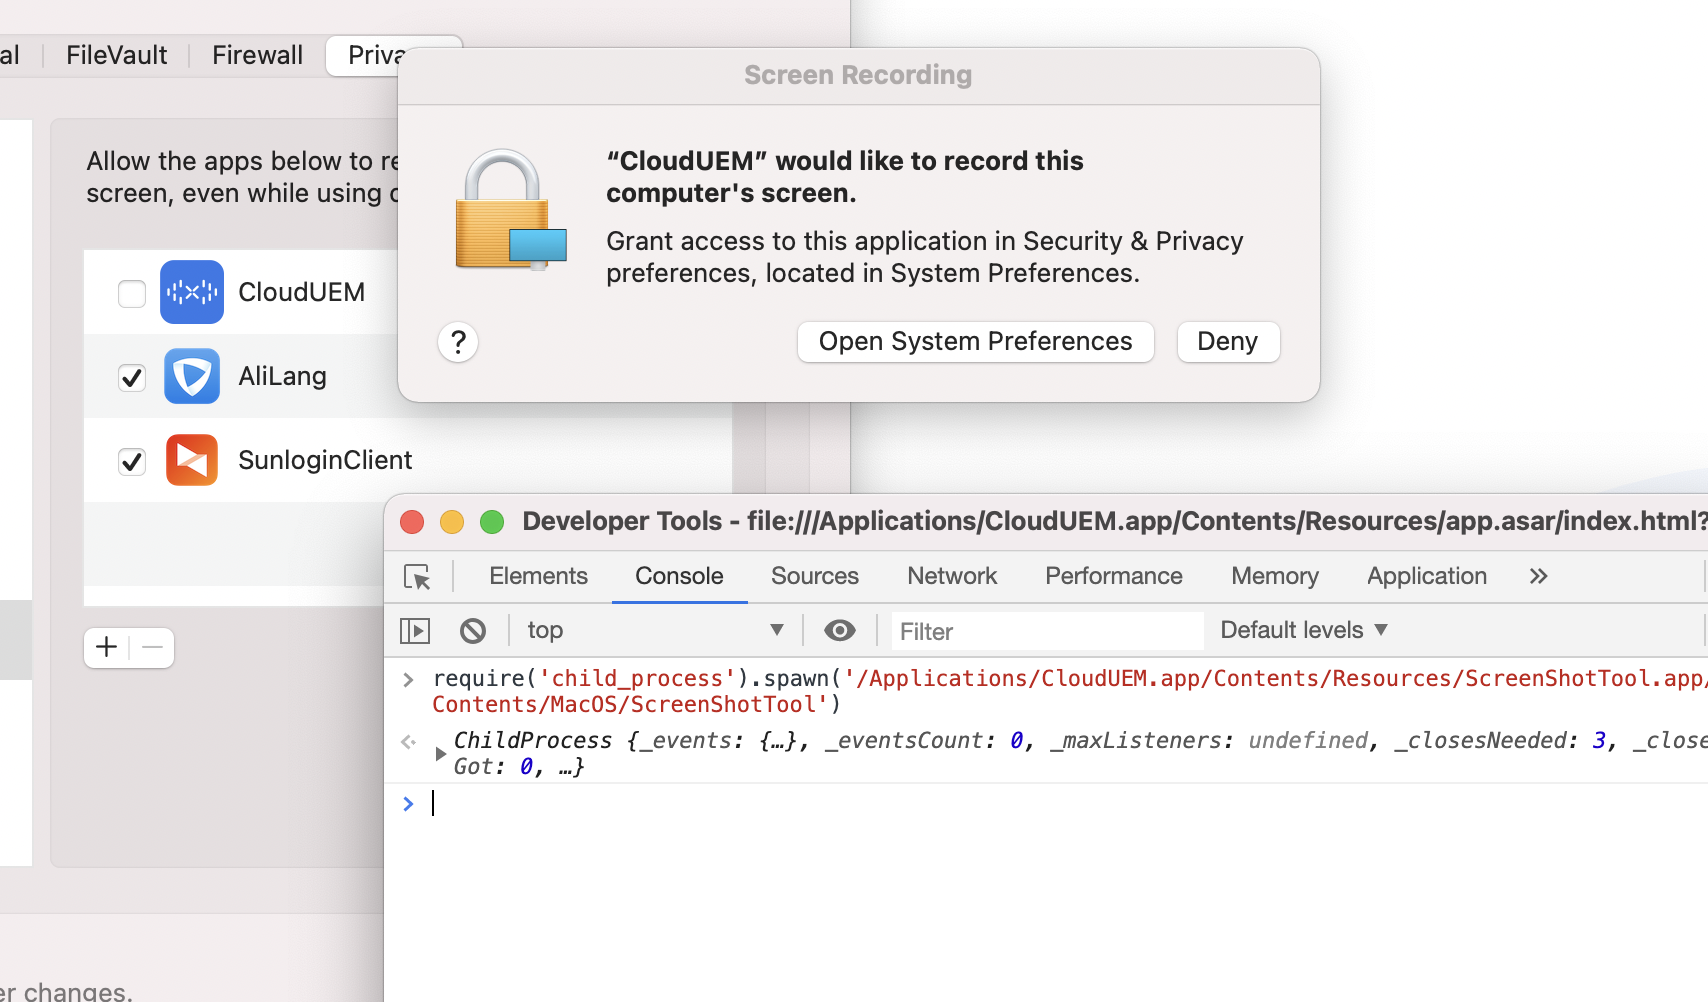 al FileVault Firewall Priva
Allow the apps below to re
screen, even while using o
CloudUEM
AliLang
SunloginClient
er changes.
Screen Recording
“CloudUEM” would like to record this
computer's screen.
Grant access to this application in Security & Privacy
preferences, located in System Preferences.
?
Open System Preferences
Deny
Developer Tools - file:///Applications/CloudUEM.app/Contents/Resources/app.asar/index.html?
Elements Console Sources Network Performance Memory Application »
top ▼ Filter Default levels ▼
> require('child_process').spawn('/Applications/CloudUEM.app/Contents/Resources/ScreenShotTool.app/
Contents/MacOS/ScreenShotTool')
ChildProcess {_events: {…}, _eventsCount: 0, _maxListeners: undefined, _closesNeeded: 3, _close
Got: 0, …}
>